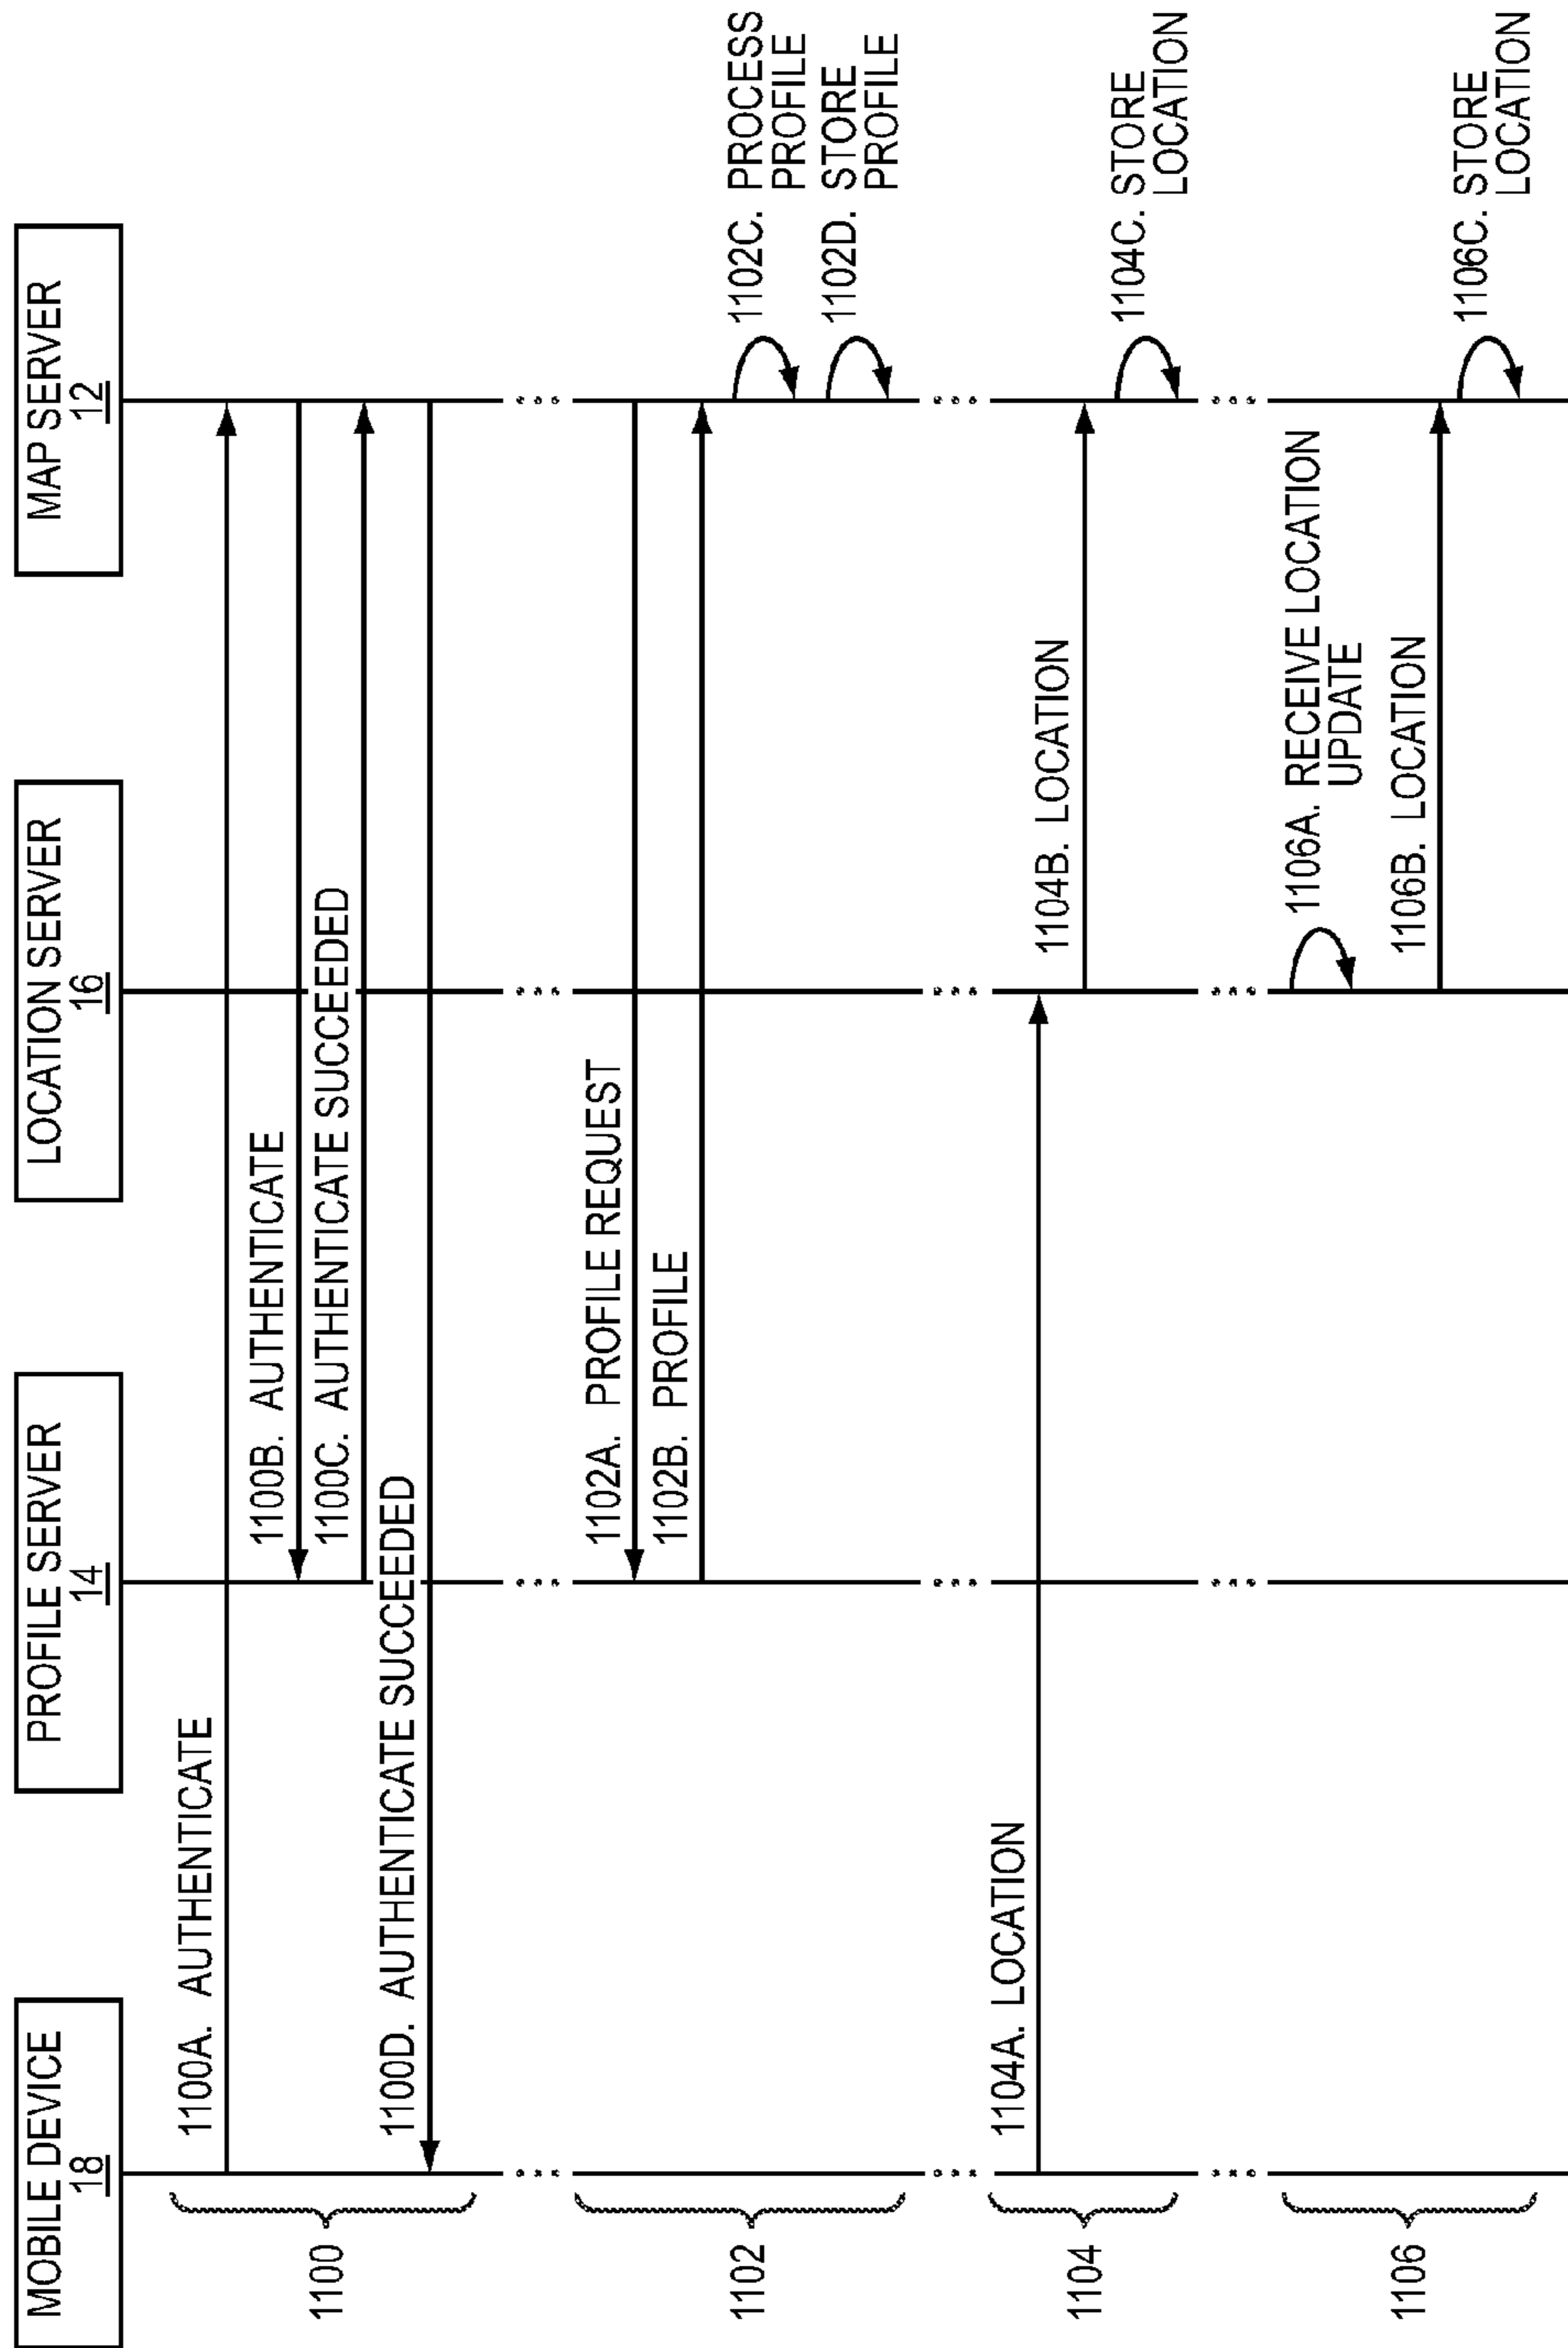 MOBILE DEVICE
18
PROFILE SERVER
14
LOCATION SERVER
16
MAP SERVER
12
1100
1100A. AUTHENTICATE
1100B. AUTHENTICATE
1100C. AUTHENTICATE SUCCEEDED
1100D. AUTHENTICATE SUCCEEDED
1102
1102A. PROFILE REQUEST
1102B. PROFILE
1102C. PROCESS
PROFILE
1102D. STORE
PROFILE
1104
1104A. LOCATION
1104B. LOCATION
1104C. STORE
LOCATION
1106
1106A. RECEIVE LOCATION
UPDATE
1106B. LOCATION
1106C. STORE
LOCATION